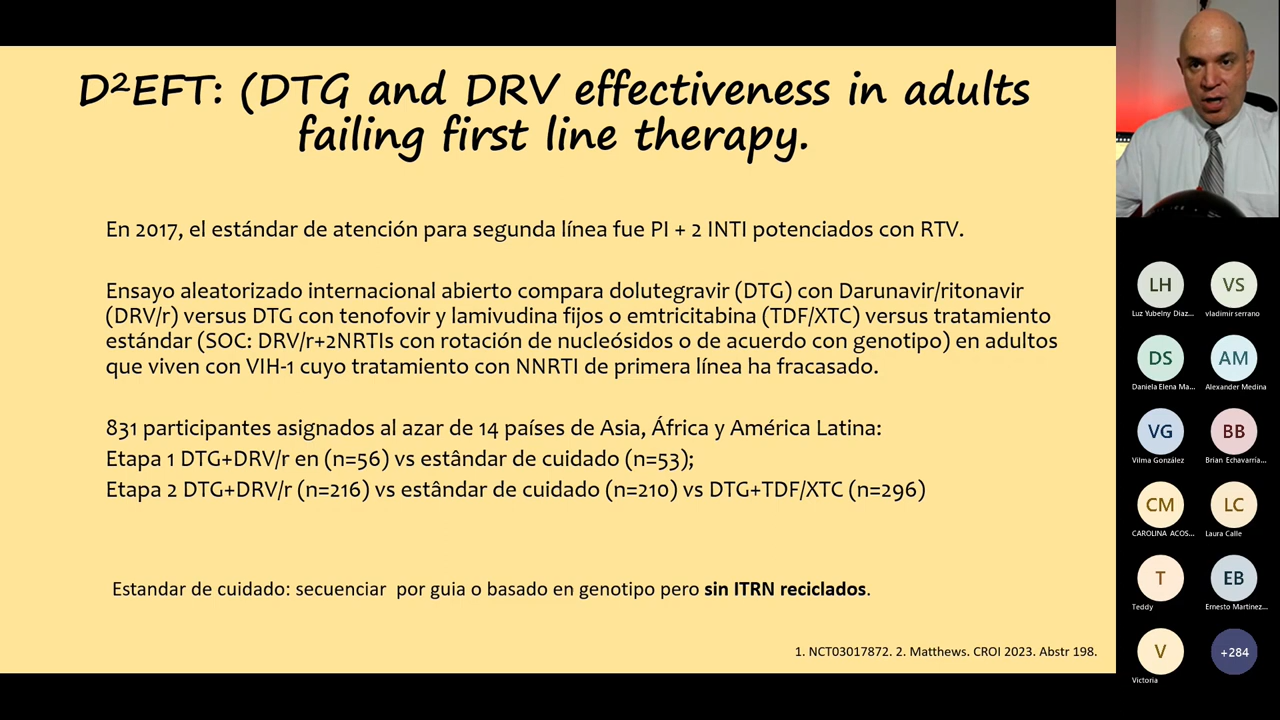 D²EFT: (DTG and DRV effectiveness in adults
failing first line therapy.
En 2017, el estándar de atención para segunda línea fue PI + 2 INTI potenciados con RTV.
Ensayo aleatorizado internacional abierto compara dolutegravir (DTG) con Darunavir/ritonavir
(DRV/r) versus DTG con tenofovir y lamivudina fijos o emtricitabina (TDF/XTC) versus tratamiento
estándar (SOC: DRV/r+2NRTIs con rotación de nucleósidos o de acuerdo con genotipo) en adultos
que viven con VIH-1 cuyo tratamiento con NNRTI de primera línea ha fracasado.
831 participantes asignados al azar de 14 países de Asia, África y América Latina:
Etapa 1 DTG+DRV/r en (n=56) vs estândar de cuidado (n=53);
Etapa 2 DTG+DRV/r (n=216) vs estândar de cuidado (n=210) vs DTG+TDF/XTC (n=296)
Estandar de cuidado: secuenciar por guia o basado en genotipo pero sin ITRN reciclados.
1. NCT03017872. 2. Matthews. CROI 2023. Abstr 198.
LH
VS
Luz Yubelny Diaz...
vladimir serrano
DS
AM
Daniela Elena Ma...
Alexander Medina
VG
BB
Vilma González
Brian Echavarría...
CM
LC
CAROLINA ACOS...
Laura Calle
T
EB
Teddy
Ernesto Martinez...
V
+284
Victoria